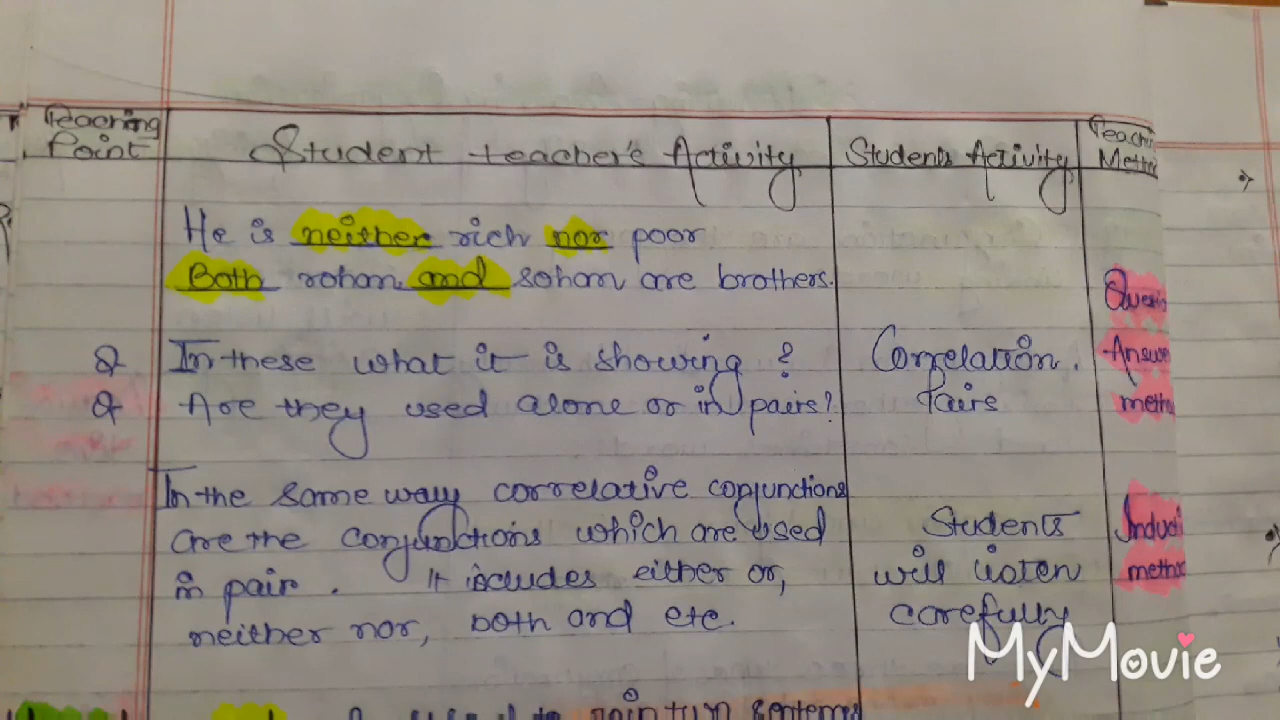 Teaching Point
Student teacher's Activity
Students Activity
He is neither rich nor poor
Both rohan and sohan are brothers.
Q In these what it is showing ? Correlation.
Q Are they used alone or in pairs? Pairs
In the same way correlative conjunctions
are the conjunctions which are used
in pair. It includes either or,
neither nor, both and etc.
Students
will listen
carefully
MyMovie